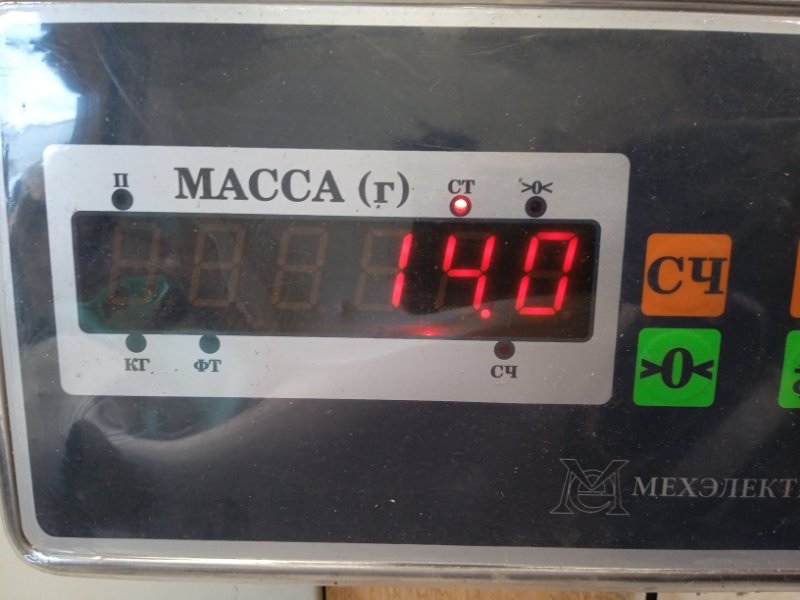 П МАССА (г) СТ >0<
14.0
КГ ФТ СЧ
СЧ
>0<
МЕХЭЛЕКТ